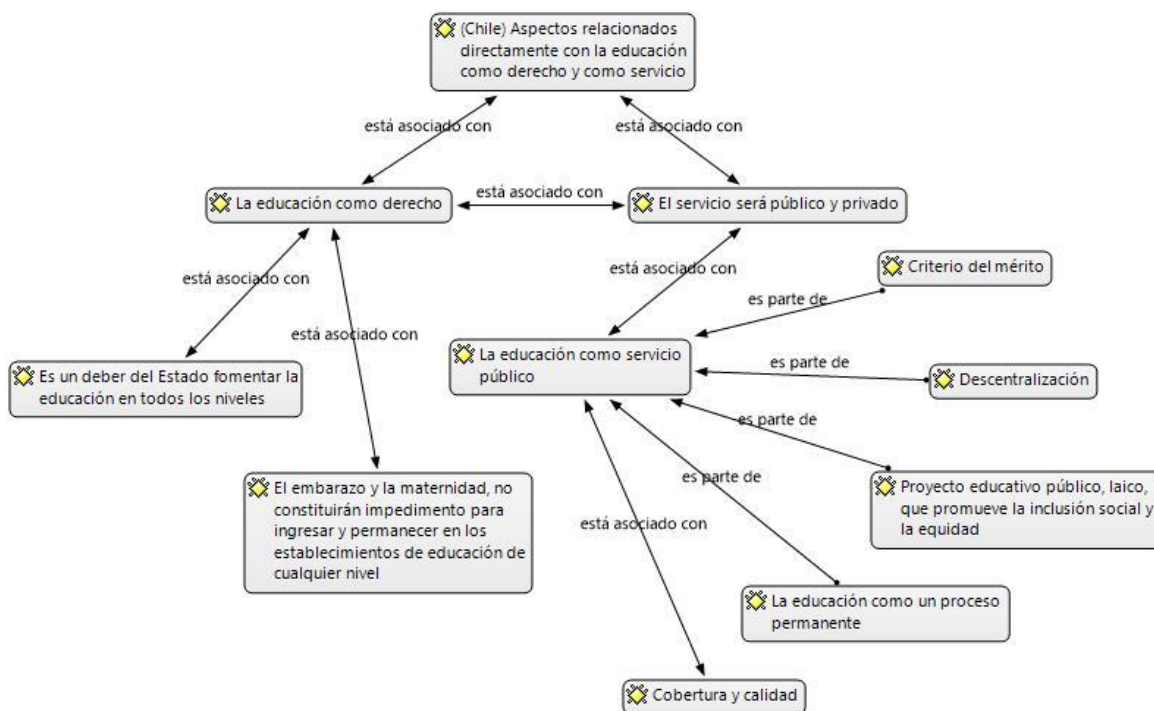 (Chile) Aspectos relacionados
directamente con la educación
como derecho y como servicio
está asociado con
está asociado con
La educación como derecho
está asociado con
El servicio será público y privado
está asociado con
está asociado con
Criterio del mérito
es parte de
está asociado con
La educación como servicio
público
es parte de
Descentralización
Es un deber del Estado fomentar la
educación en todos los niveles
es parte de
El embarazo y la maternidad, no
constituirán impedimento para
ingresar y permanecer en los
establecimientos de educación de
cualquier nivel
es parte de
Proyecto educativo público, laico,
que promueve la inclusión social y
la equidad
está asociado con
La educación como un proceso
permanente
Cobertura y calidad